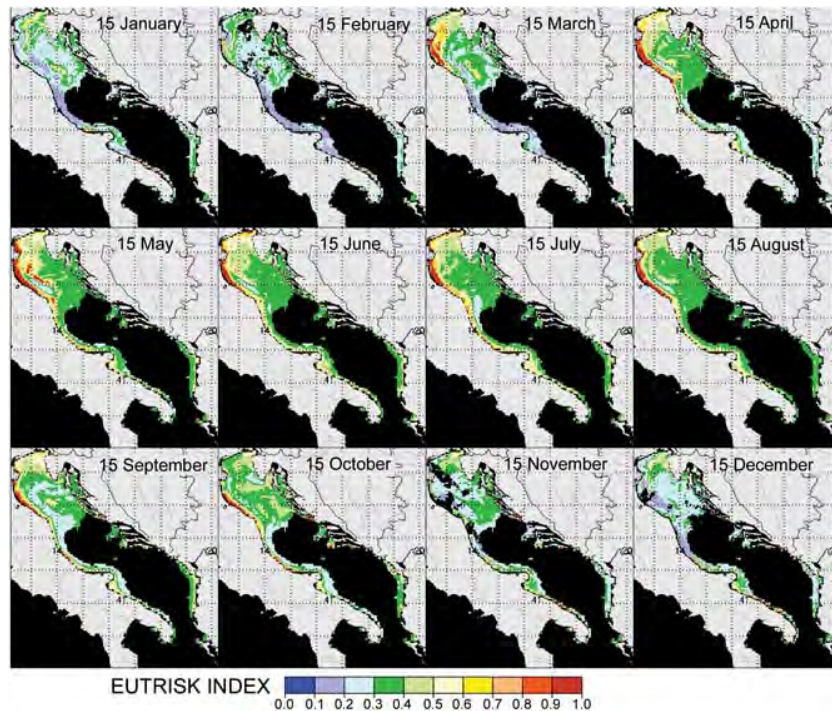 15 January
15 February
15 March
15 April
15 May
15 June
15 July
15 August
15 September
15 October
15 November
15 December
EUTRISK INDEX
0.0 0.1 0.2 0.3 0.4 0.5 0.6 0.7 0.8 0.9 1.0